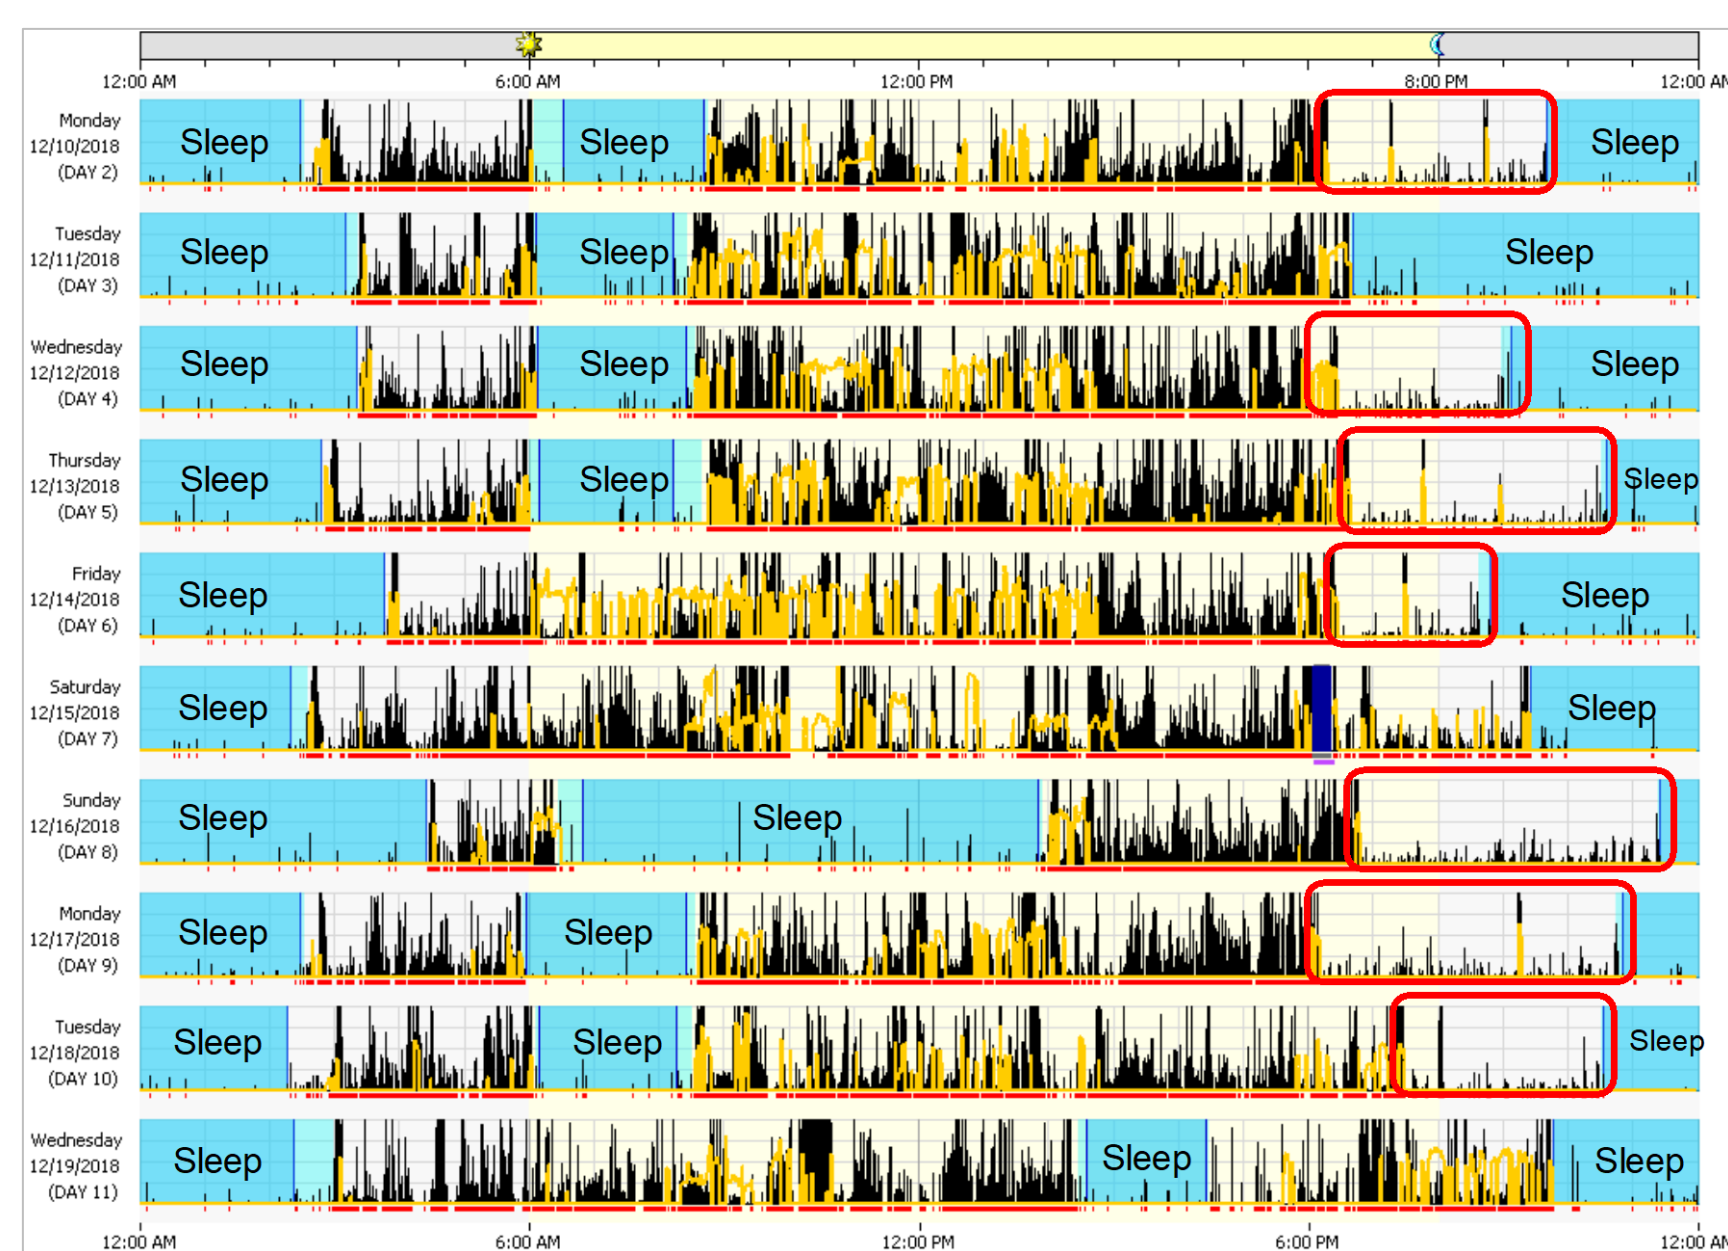 12:00 AM 6:00 AM 12:00 PM 8:00 PM 12:00 AM
Monday
12/10/2018
(DAY 2)
Sleep Sleep Sleep
Tuesday
12/11/2018
(DAY 3)
Sleep Sleep Sleep
Wednesday
12/12/2018
(DAY 4)
Sleep Sleep Sleep
Thursday
12/13/2018
(DAY 5)
Sleep Sleep Sleep
Friday
12/14/2018
(DAY 6)
Sleep Sleep
Saturday
12/15/2018
(DAY 7)
Sleep Sleep
Sunday
12/16/2018
(DAY 8)
Sleep Sleep
Monday
12/17/2018
(DAY 9)
Sleep Sleep
Tuesday
12/18/2018
(DAY 10)
Sleep Sleep Sleep
Wednesday
12/19/2018
(DAY 11)
Sleep Sleep Sleep
12:00 AM 6:00 AM 12:00 PM 6:00 PM 12:00 AM